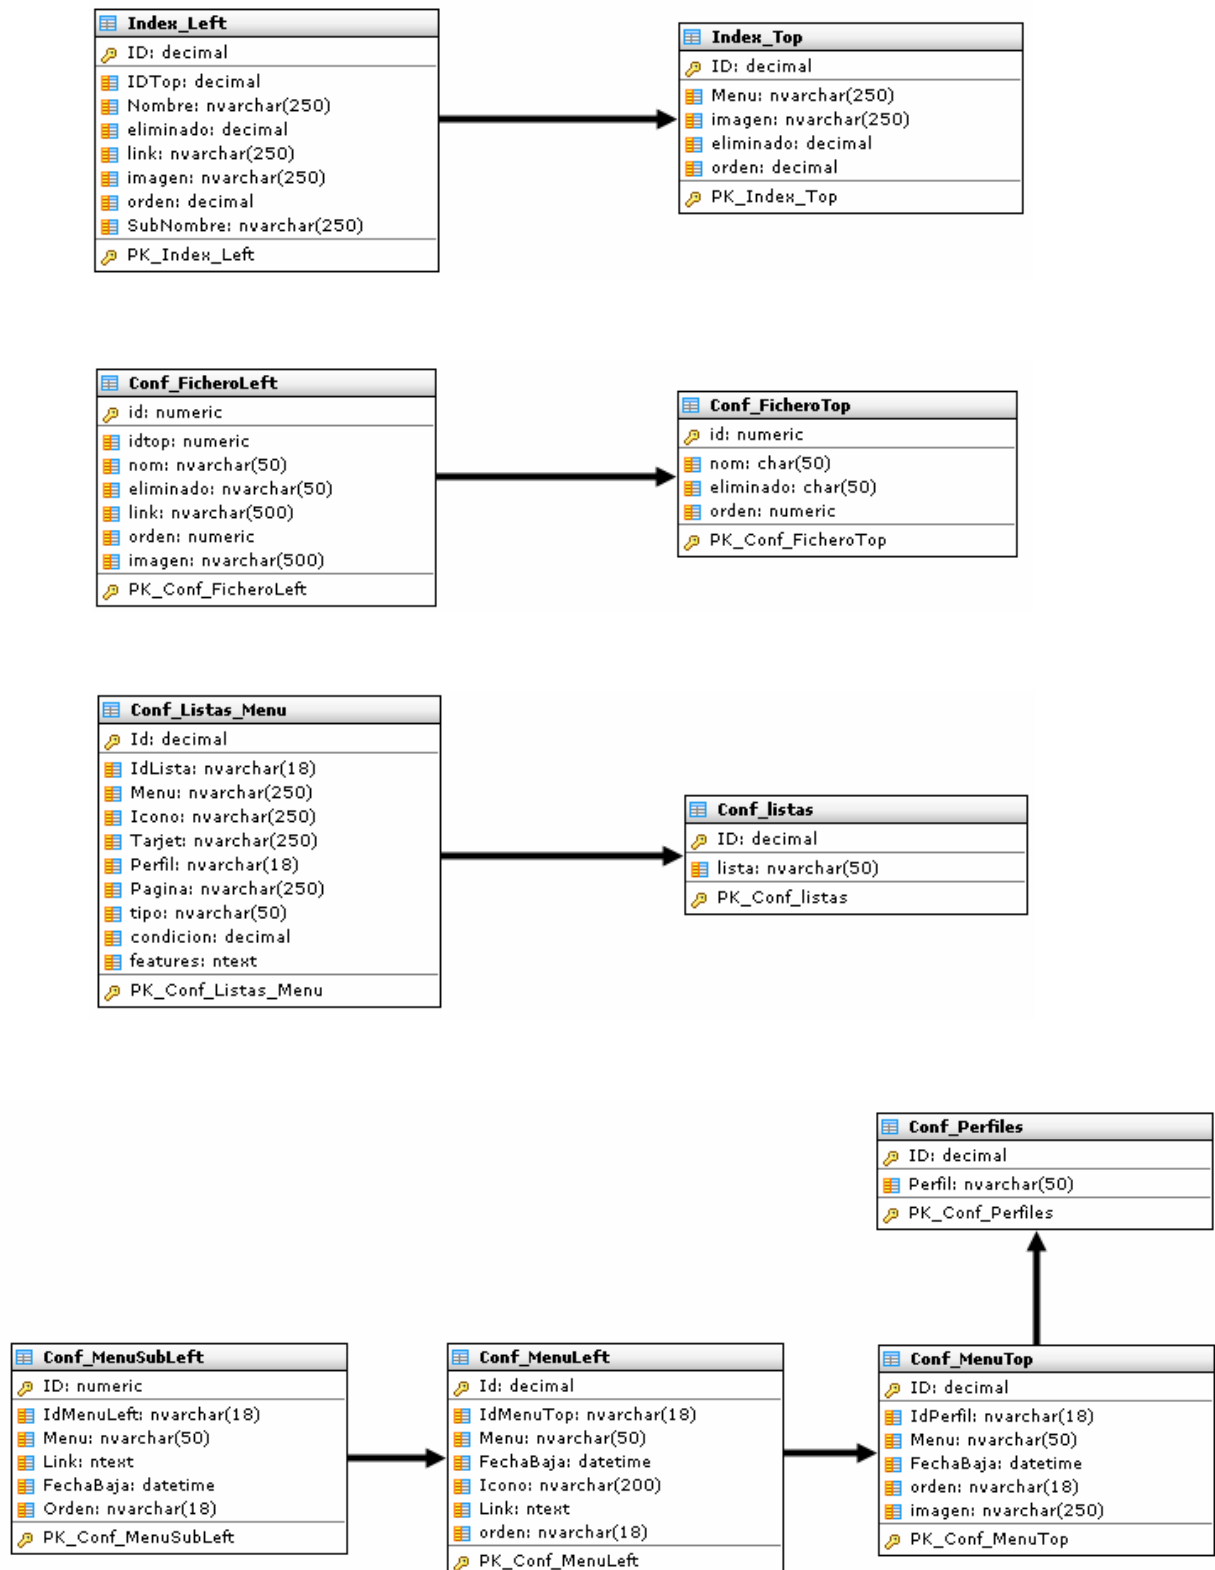 Index_Left
ID: decimal
IDTop: decimal
Nombre: nvarchar(250)
eliminado: decimal
link: nvarchar(250)
imagen: nvarchar(250)
orden: decimal
SubNombre: nvarchar(250)
PK_Index_Left
Index_Top
ID: decimal
Menu: nvarchar(250)
imagen: nvarchar(250)
eliminado: decimal
orden: decimal
PK_Index_Top
Conf_FicheroLeft
id: numeric
idtop: numeric
nom: nvarchar(50)
eliminado: nvarchar(50)
link: nvarchar(500)
orden: numeric
imagen: nvarchar(500)
PK_Conf_FicheroLeft
Conf_FicheroTop
id: numeric
nom: char(50)
eliminado: char(50)
orden: numeric
PK_Conf_FicheroTop
Conf_Listas_Menu
Id: decimal
IdLista: nvarchar(18)
Menu: nvarchar(250)
Icono: nvarchar(250)
Tarjet: nvarchar(250)
Perfil: nvarchar(18)
Pagina: nvarchar(250)
tipo: nvarchar(50)
condicion: decimal
features: ntext
PK_Conf_Listas_Menu
Conf_listas
ID: decimal
lista: nvarchar(50)
PK_Conf_listas
Conf_Perfiles
ID: decimal
Perfil: nvarchar(50)
PK_Conf_Perfiles
Conf_MenuSubLeft
ID: numeric
IdMenuLeft: nvarchar(18)
Menu: nvarchar(50)
Link: ntext
FechaBaja: datetime
Orden: nvarchar(18)
PK_Conf_MenuSubLeft
Conf_MenuLeft
Id: decimal
IdMenuTop: nvarchar(18)
Menu: nvarchar(50)
FechaBaja: datetime
Icono: nvarchar(200)
Link: ntext
orden: nvarchar(18)
PK_Conf_MenuLeft
Conf_MenuTop
ID: decimal
IdPerfil: nvarchar(18)
Menu: nvarchar(50)
FechaBaja: datetime
orden: nvarchar(18)
imagen: nvarchar(250)
PK_Conf_MenuTop